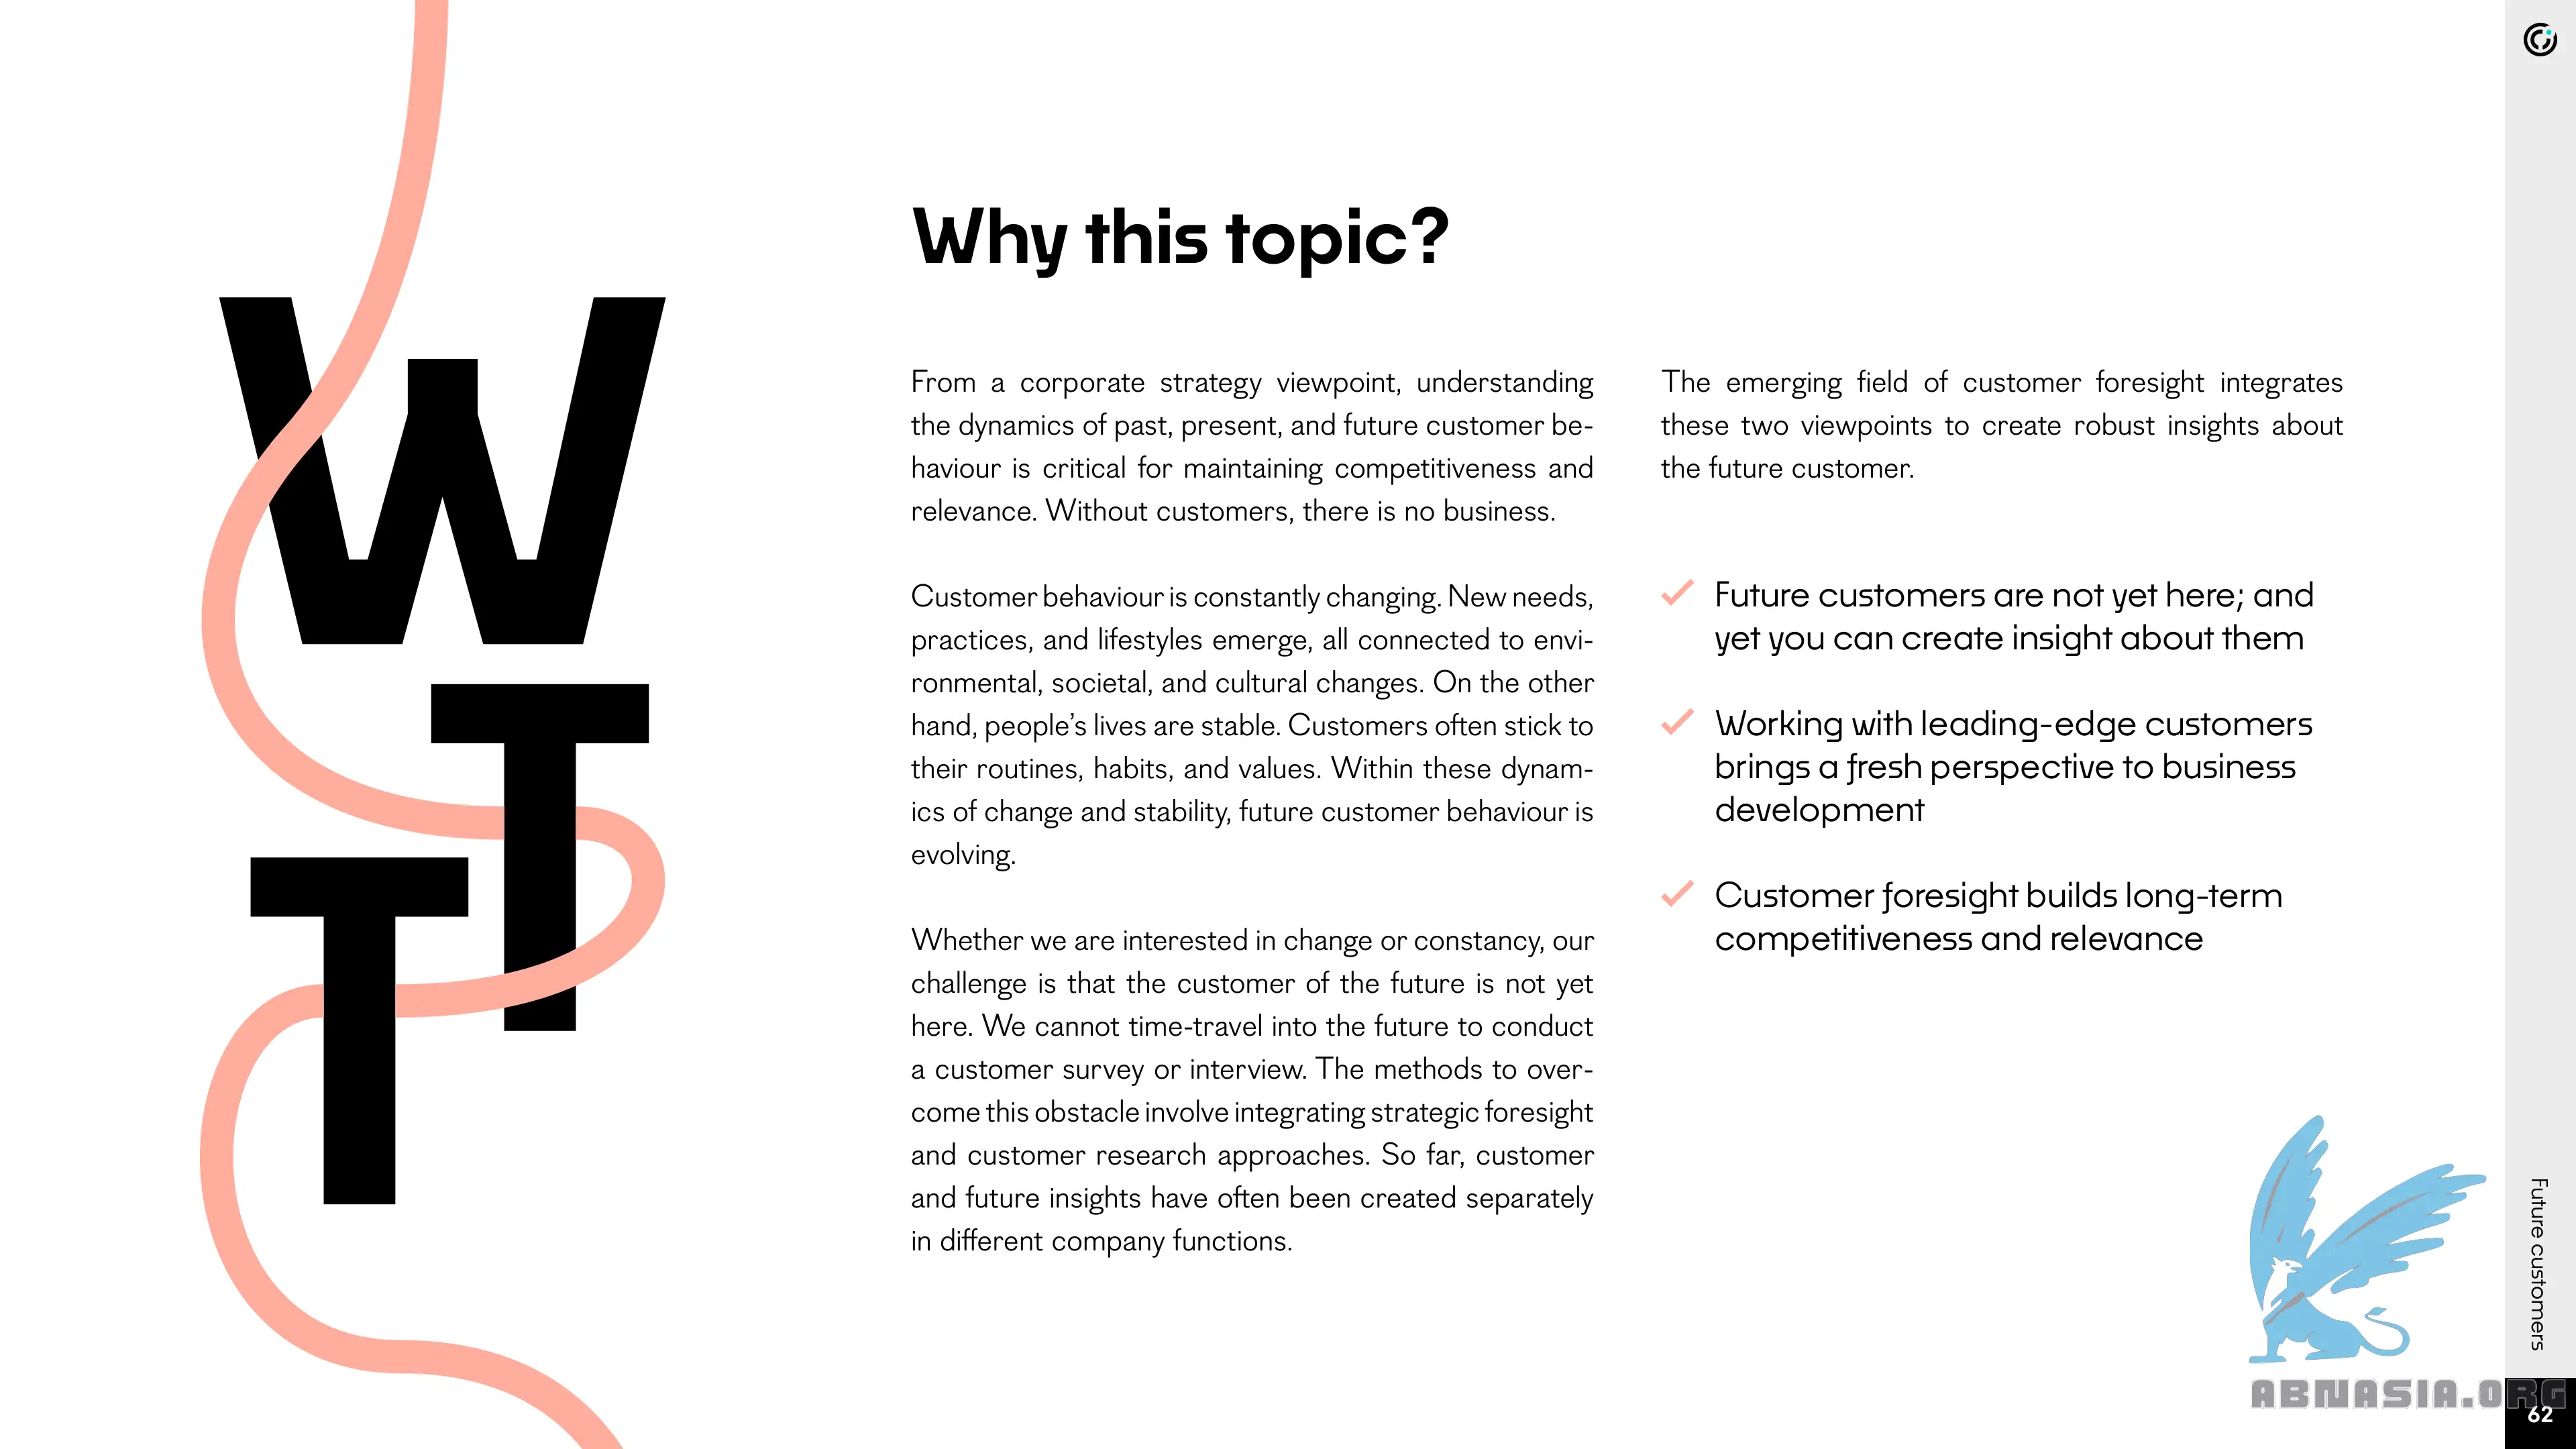 W
T
T
Why this topic?
From a corporate strategy viewpoint, understanding
the dynamics of past, present, and future customer be-
haviour is critical for maintaining competitiveness and
relevance. Without customers, there is no business.
Customer behaviour is constantly changing. New needs,
practices, and lifestyles emerge, all connected to envi-
ronmental, societal, and cultural changes. On the other
hand, people's lives are stable. Customers often stick to
their routines, habits, and values. Within these dynam-
ics of change and stability, future customer behaviour is
evolving.
Whether we are interested in change or constancy, our
challenge is that the customer of the future is not yet
here. We cannot time-travel into the future to conduct
a customer survey or interview. The methods to over-
come this obstacle involve integrating strategic foresight
and customer research approaches. So far, customer
and future insights have often been created separately
in different company functions.
The emerging field of customer foresight integrates
these two viewpoints to create robust insights about
the future customer.
Future customers are not yet here; and
yet you can create insight about them
Working with leading-edge customers
brings a fresh perspective to business
development
Customer foresight builds long-term
competitiveness and relevance
Future customers
ABNASIA.ORG
62